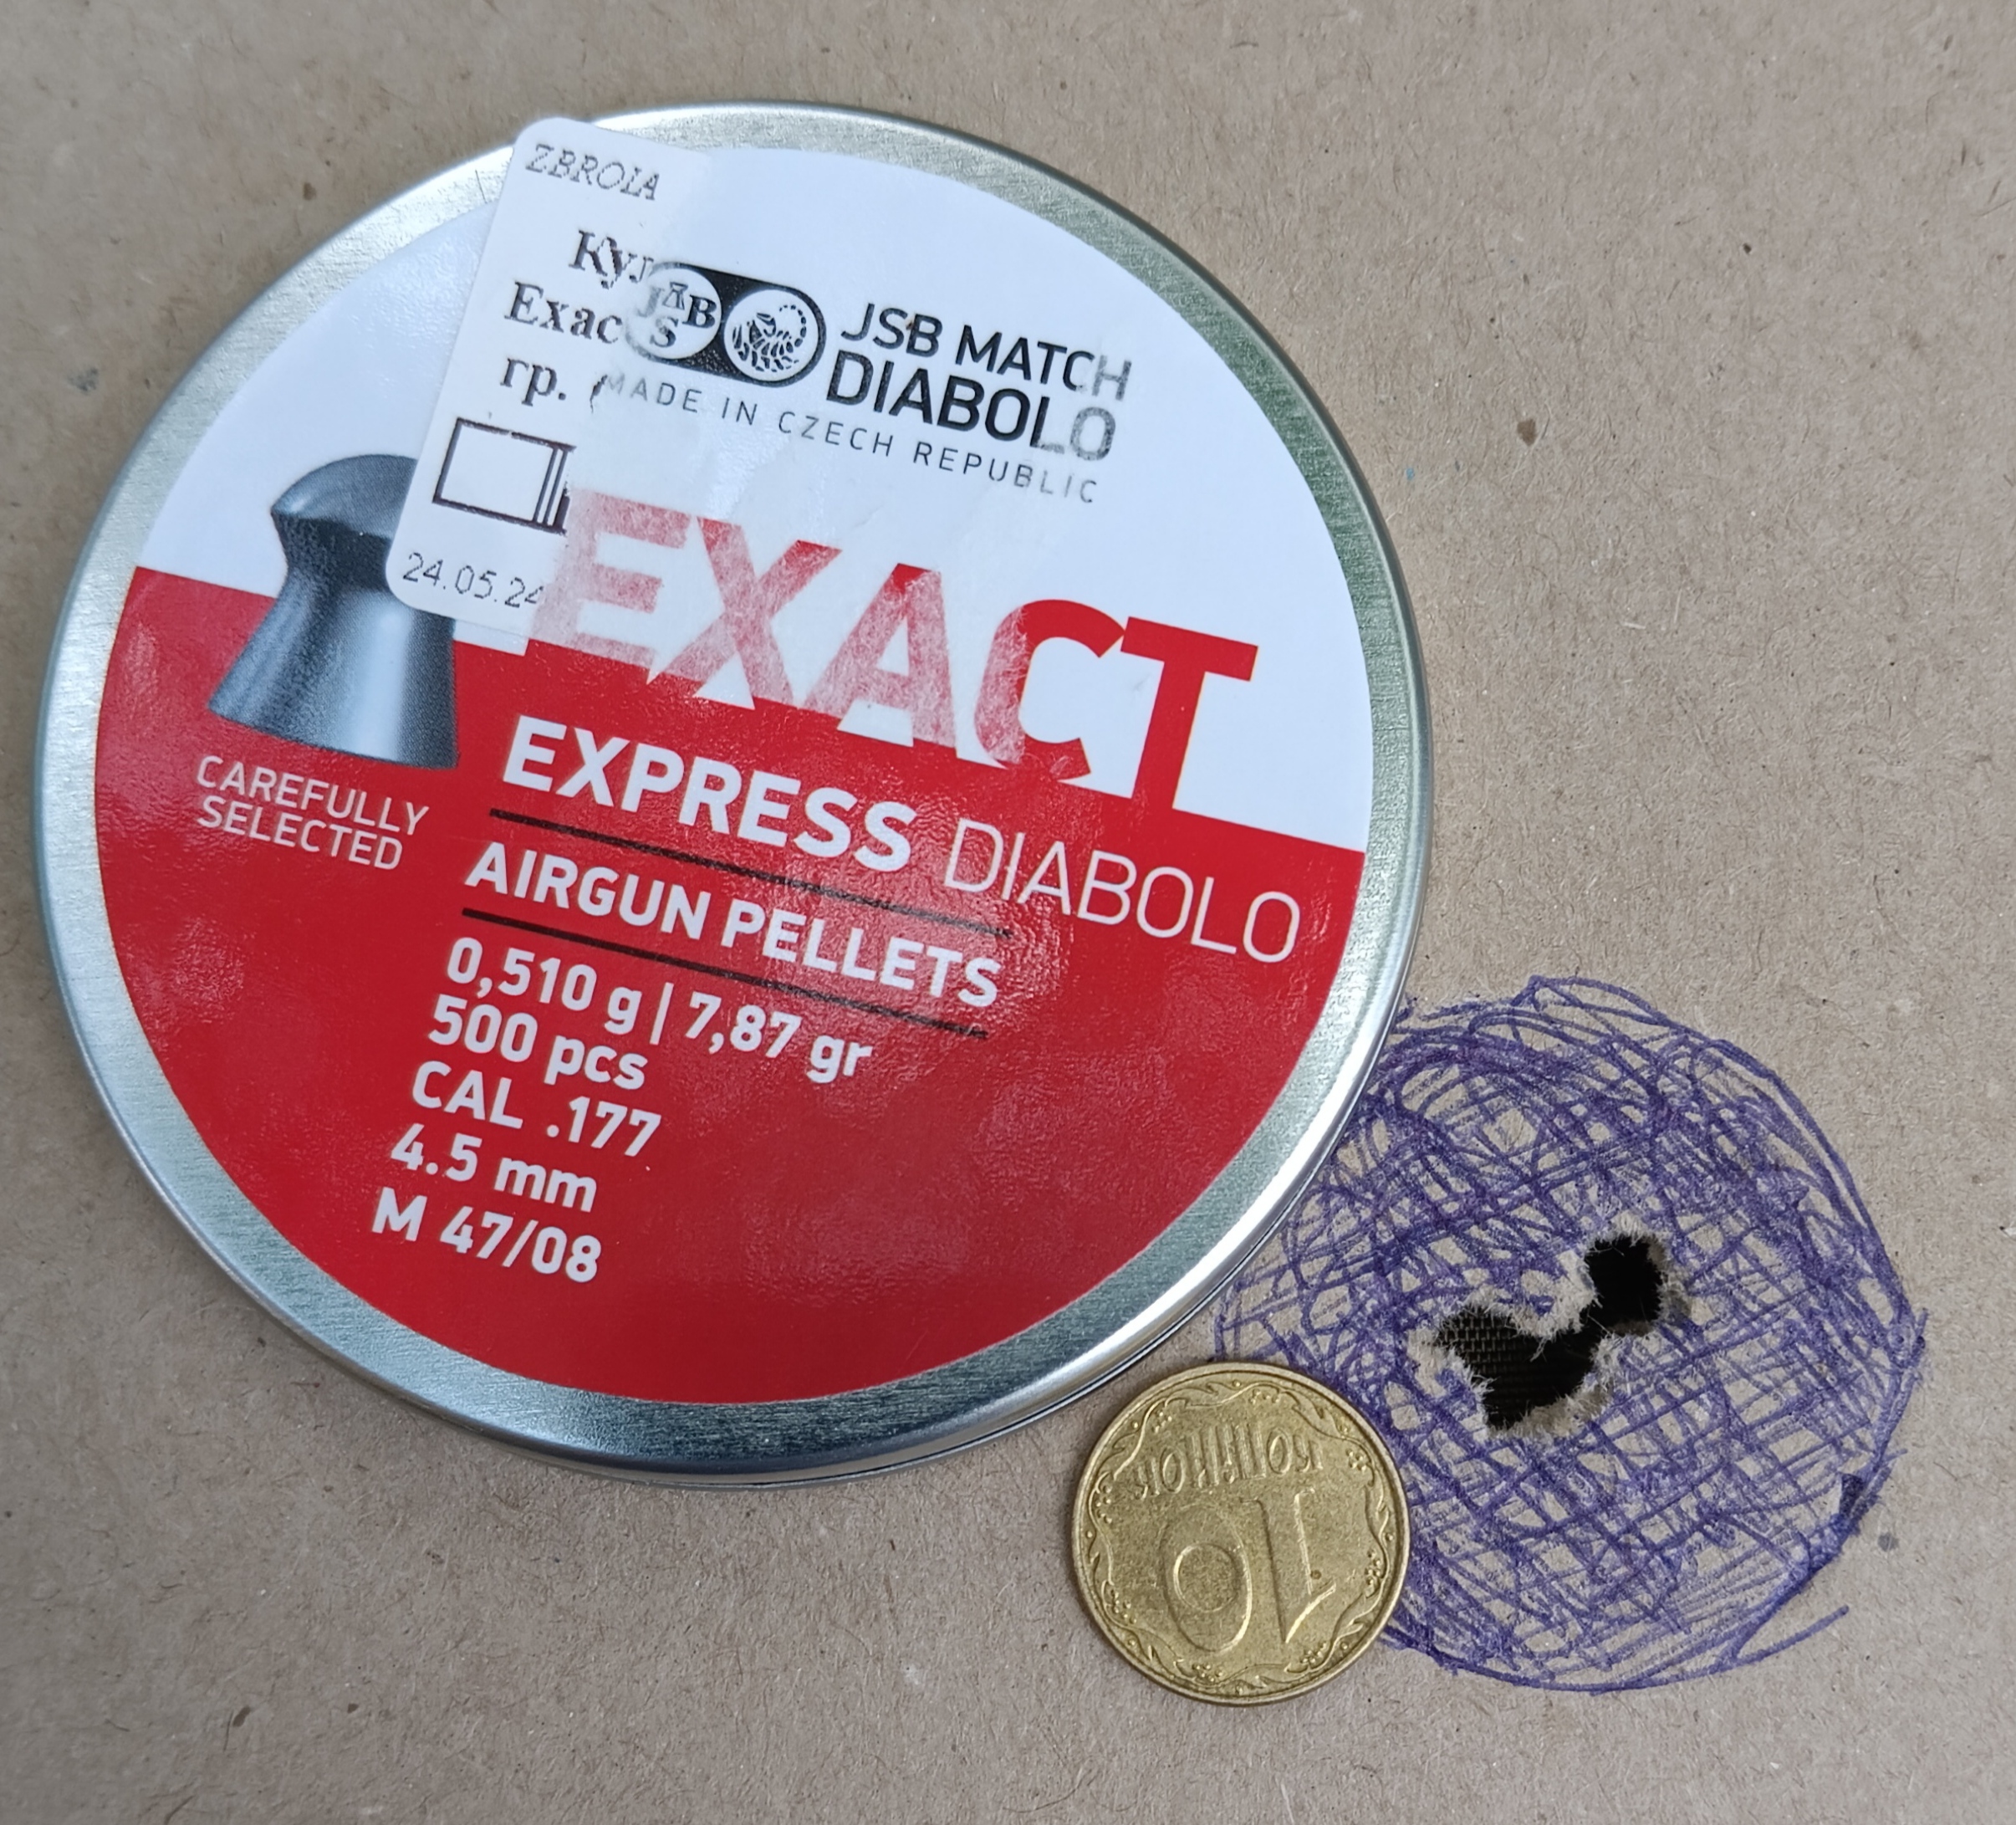 ZBROIA
Exac
гр.
24.05.24
JSB
JSB MATCH
DIABOLO
MADE IN CZECH REPUBLIC
EXACT
EXPRESS DIABOLO
AIRGUN PELLETS
CAREFULLY
SELECTED
0,510 g | 7,87 gr
500 pcs
CAL .177
4.5 mm
M 47/08
10
КОПІЙОК